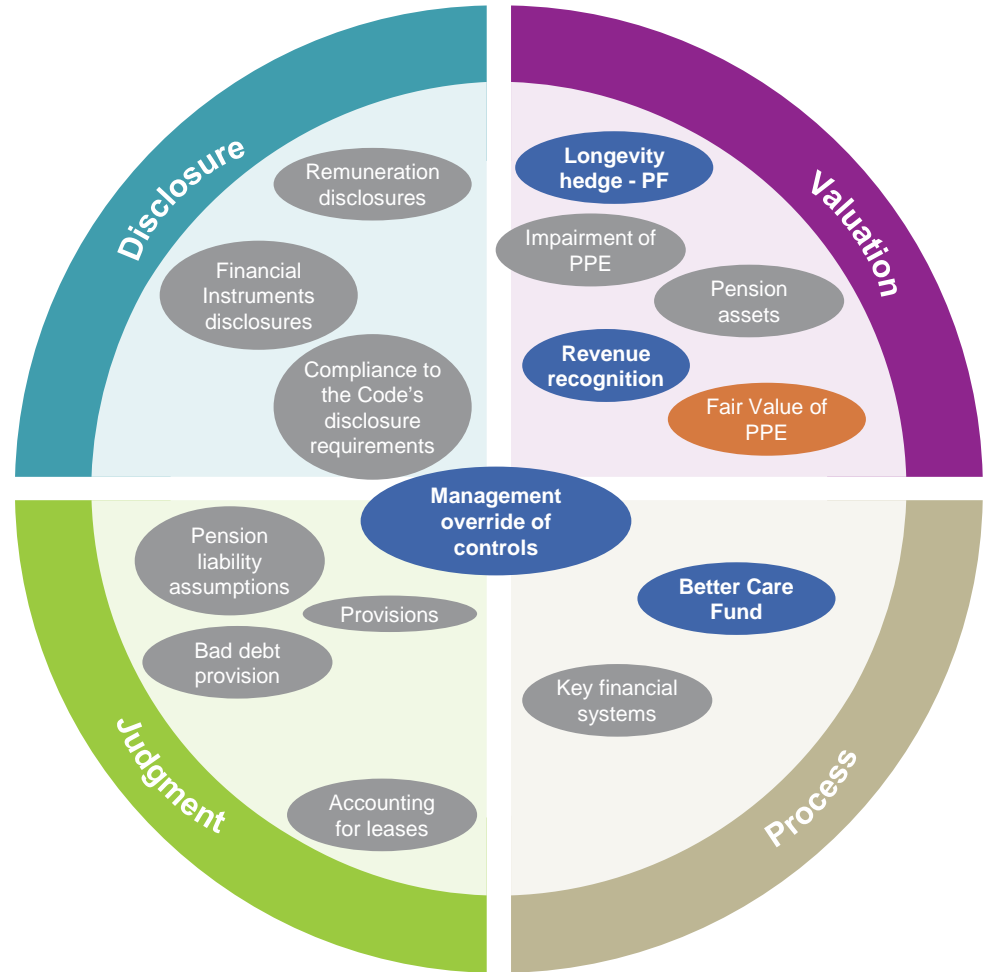 Disclosure
Remuneration
disclosures
Financial
Instruments
disclosures
Compliance to
the Code's
disclosure
requirements
Valuation
Longevity
hedge - PF
Impairment of
PPE
Pension
assets
Revenue
recognition
Fair Value of
PPE
Management
override of
controls
Judgment
Pension
liability
assumptions
Provisions
Bad debt
provision
Accounting
for leases
Process
Better Care
Fund
Key financial
systems